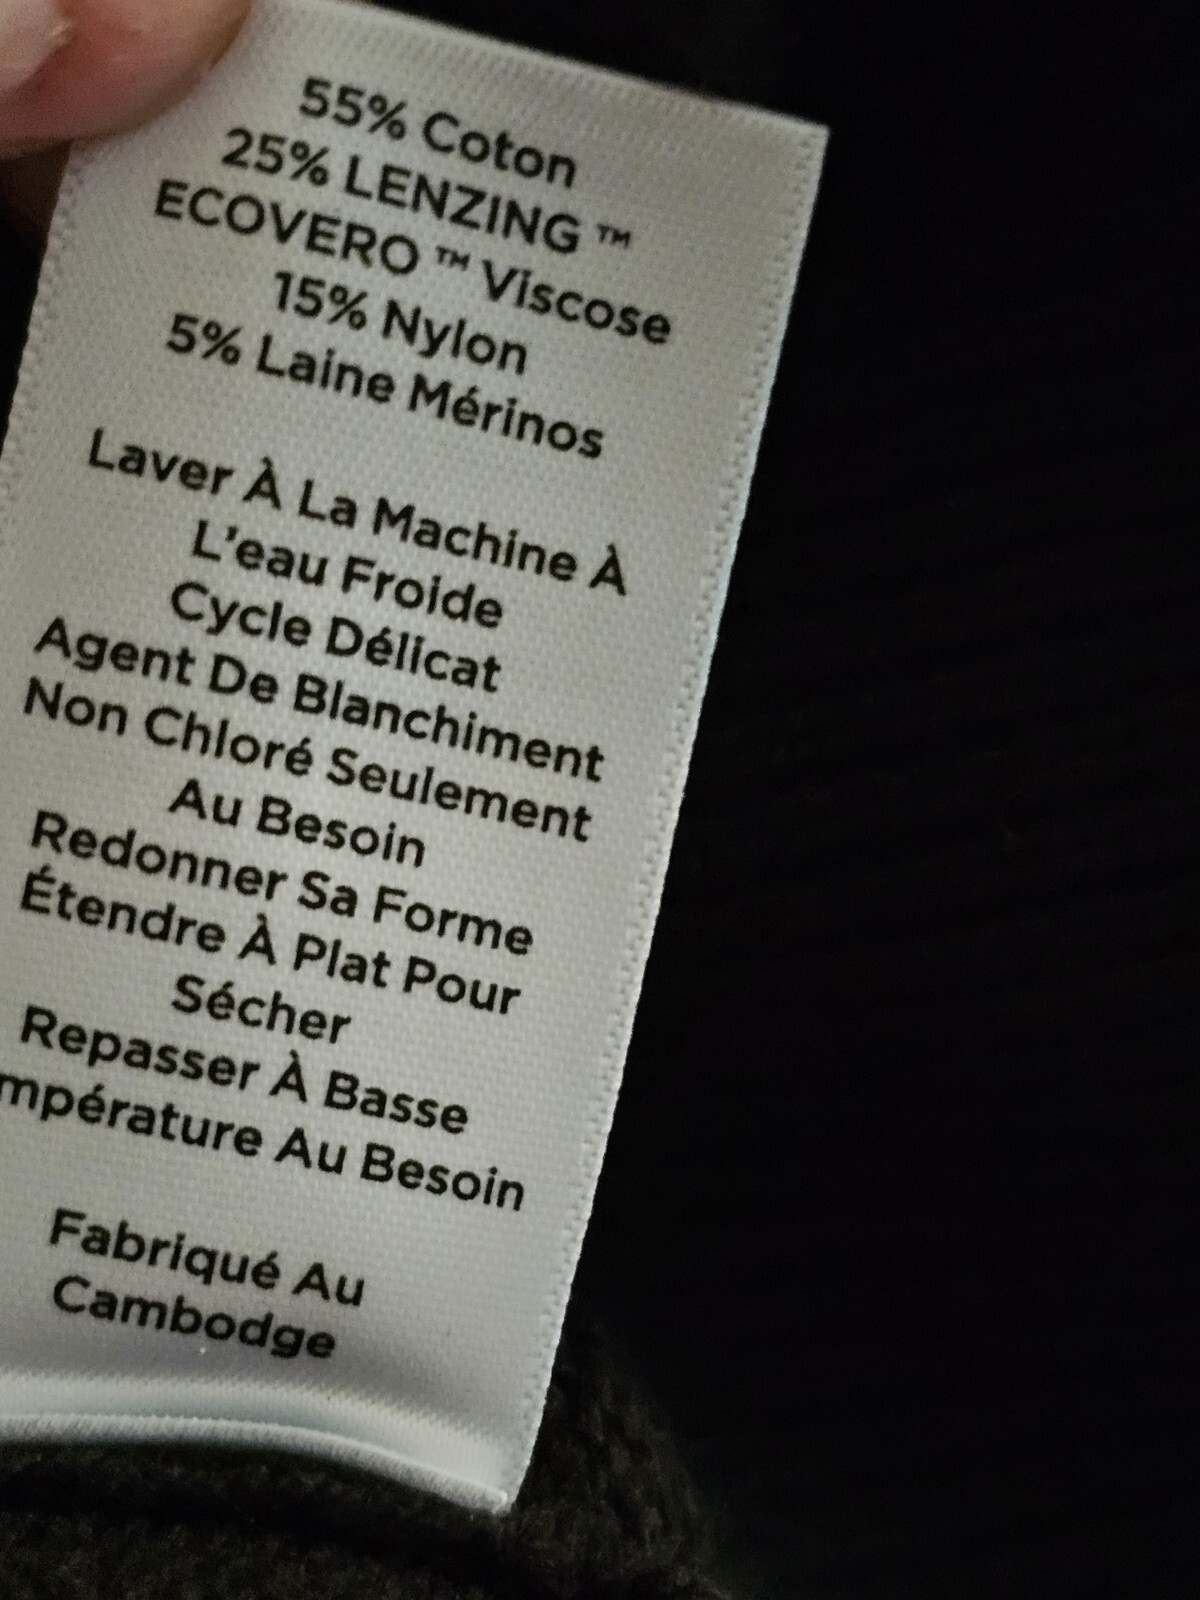 55% Coton
25% LENZING ™
ECOVERO ™ Viscose
15% Nylon
5% Laine Mérinos
Laver À La Machine À
L'eau Froide
Cycle Délicat
Agent De Blanchiment
Non Chloré Seulement
Au Besoin
Redonner Sa Forme
Étendre À Plat Pour
Sécher
Repasser À Basse
mpérature Au Besoin
Fabriqué Au
Cambodge